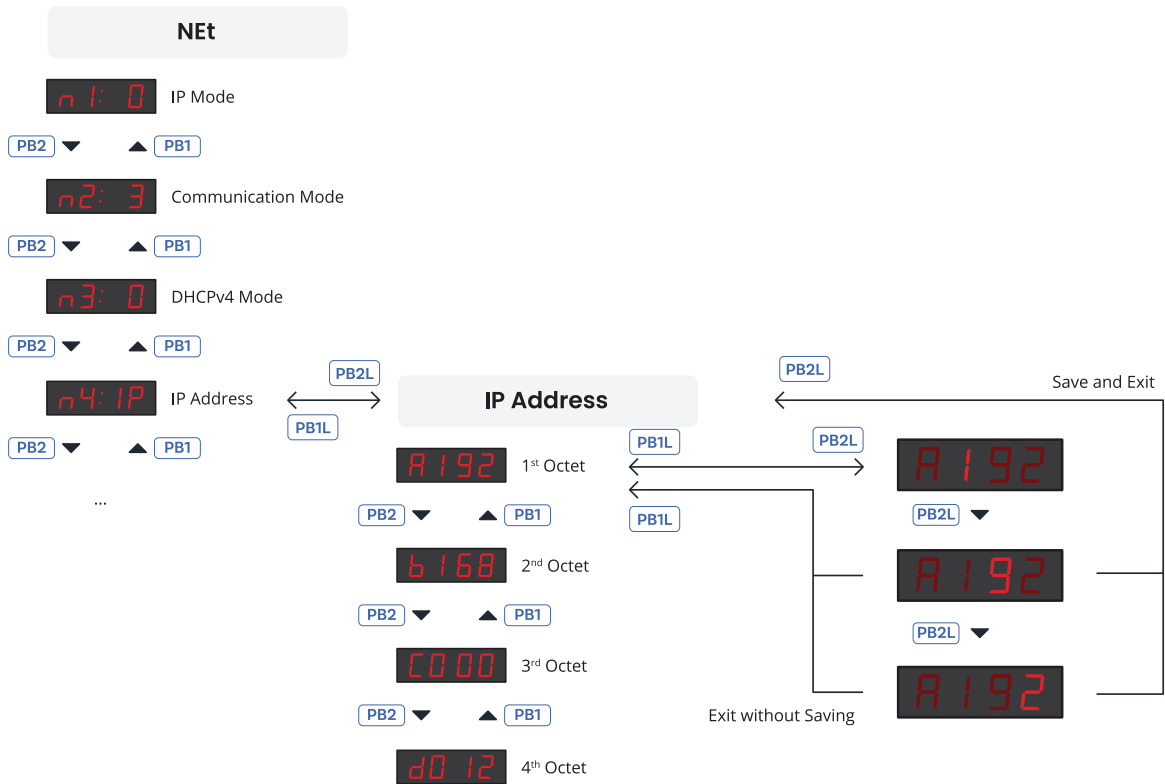 NEt
n1: 0 IP Mode
PB2 PB1
n2: 3 Communication Mode
PB2 PB1
n3: 0 DHCPv4 Mode
PB2 PB1
n4:IP IP Address
PB2L
PB1L
PB2 PB1
...
IP Address
A192 1st Octet
PB2 PB1
b168 2nd Octet
PB2 PB1
C000 3rd Octet
PB2 PB1
d012 4th Octet
PB1L
PB2L
PB1L
PB2L
Save and Exit
A192
PB2L
A192
PB2L
A192
Exit without Saving